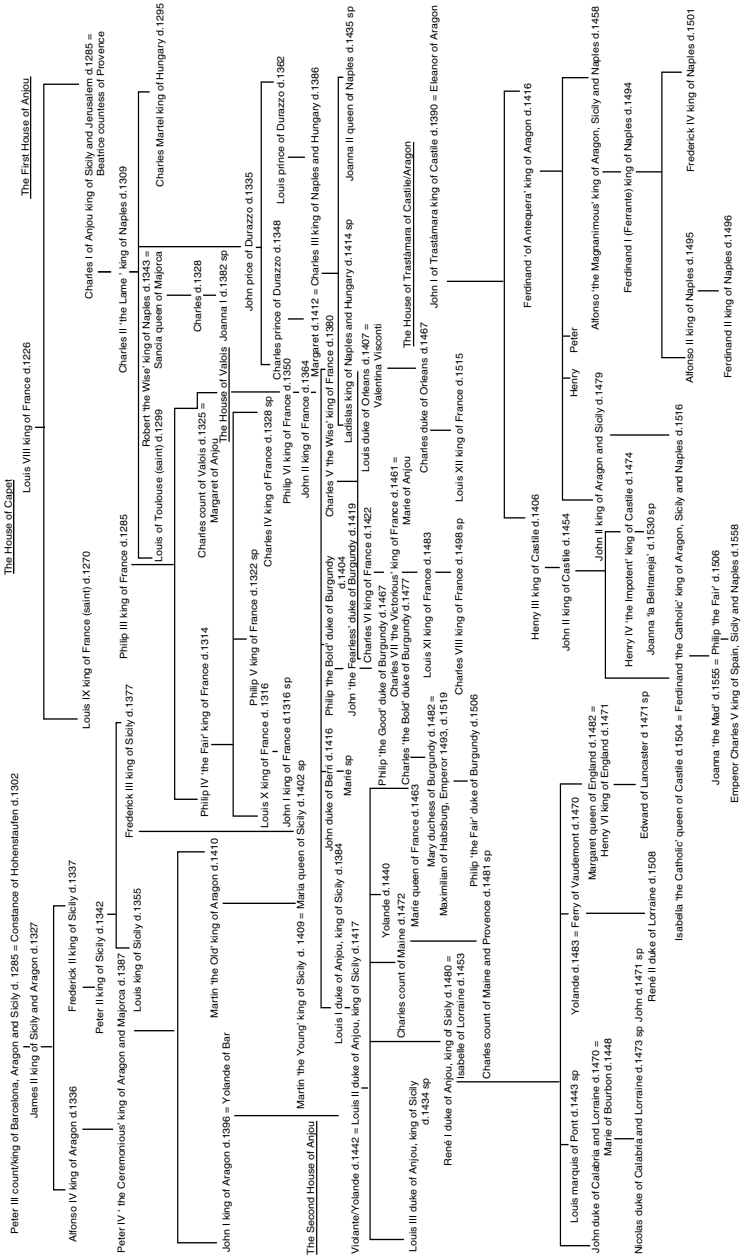 The House of Capet
Louis VIII king of France d.1226
The First House of Anjou
Peter III count/king of Barcelona, Aragon and Sicily d. 1285 = Constance of Hohenstaufen d.1302
James II king of Sicily and Aragon d.1327
Louis IX king of France (saint) d.1270
Charles I of Anjou king of Sicily and Jerusalem d.1285 =
Beatrice countess of Provence
Alfonso IV king of Aragon d.1336
Frederick II king of Sicily d.1337
Philip III king of France d.1285
Charles II 'the Lame ' king of Naples d.1309
Peter II king of Sicily d.1342
Peter IV ' the Ceremonious' king of Aragon and Majorca d.1387
Louis king of Sicily d.1355
Frederick III king of Sicily d.1377
Louis of Toulouse (saint) d.1299
Robert 'the Wise' king of Naples d.1343 =
Sancia queen of Majorca
Charles Martel king of Hungary d.1295
Philip IV 'the Fair' king of France d.1314
Charles count of Valois d.1325 =
Margaret of Anjou
Charles d.1328
The House of Valois
Joanna I d.1382 sp
John price of Durazzo d.1335
John I king of Aragon d.1396 = Yolande of Bar
Martin 'the Old' king of Aragon d.1410
Louis X king of France d. 1316
Philip V king of France d.1322 sp
Charles IV king of France d.1328 sp
Philip VI king of France d.1350
Charles prince of Durazzo d.1348
Louis prince of Durazzo d.1362
John I king of France d.1316 sp
John II king of France d.1364
Margaret d.1412 = Charles III king of Naples and Hungary d.1386
Martin 'the Young' king of Sicily d. 1409 = Maria queen of Sicily d.1402 sp
The Second House of Anjou
Louis I duke of Anjou, king of Sicily d.1384
John duke of Berri d.1416
Philip 'the Bold' duke of Burgundy
d.1404
Charles V 'the Wise' king of France d.1380
Ladislas king of Naples and Hungary d.1414 sp
Joanna II queen of Naples d.1435 sp
Violante/Yolande d.1442 = Louis II duke of Anjou, king of Sicily d.1417
Marie sp
John 'the Fearless' duke of Burgundy d.1419
Charles VI king of France d.1422
Louis duke of Orleans d.1407 =
Valentina Visconti
The House of Trastàmara of Castile/Aragon
Philip 'the Good' duke of Burgundy d.1467
Charles VII 'the Victorious' king of France d.1461=
Marie of Anjou
Charles duke of Orleans d.1467
John I of Trastàmara king of Castile d.1390 = Eleanor of Aragon
Louis III duke of Anjou, king of Sicily
d.1434 sp
Charles count of Maine d.1472
Yolande d.1440
Marie queen of France d.1463
Charles 'the Bold' duke of Burgundy d.1477
Louis XI king of France d.1483
Louis XII king of France d.1515
René I duke of Anjou, king of Sicily d.1480 =
Isabelle of Lorraine d.1453
Mary duchess of Burgundy d.1482 =
Maximilian of Habsburg, Emperor 1493, d.1519
Charles VIII king of France d.1498 sp
Charles count of Maine and Provence d.1481 sp
Philip 'the Fair' duke of Burgundy d.1506
Henry III king of Castile d.1406
Ferdinand 'of Antequera' king of Aragon d.1416
Louis marquis of Pont d.1443 sp
Yolande d.1483 = Ferry of Vaudemont d.1470
John II king of Castile d.1454
Henry
Peter
John duke of Calabria and Lorraine d.1470 =
Marie of Bourbon d.1448
Margaret queen of England d.1482 =
Henry VI king of England d.1471
John II king of Aragon and Sicily d.1479
Alfonso 'the Magnanimous' king of Aragon, Sicily and Naples d.1458
Nicolas duke of Calabria and Lorraine d.1473 sp
John d.1471 sp
René II duke of Lorraine d.1508
Edward of Lancaster d 1471 sp
Henry IV 'the Impotent' king of Castile d.1474
Joanna 'la Beltraneja' d.1530 sp
Ferdinand I (Ferrante) king of Naples d.1494
Isabella 'the Catholic' queen of Castile d.1504 = Ferdinand 'the Catholic' king of Aragon, Sicily and Naples d.1516
Alfonso II king of Naples d.1495
Frederick IV king of Naples d.1501
Joanna 'the Mad' d.1555 = Philip 'the Fair' d.1506
Emperor Charles V king of Spain, Sicily and Naples d.1558
Ferdinand II king of Naples d.1496